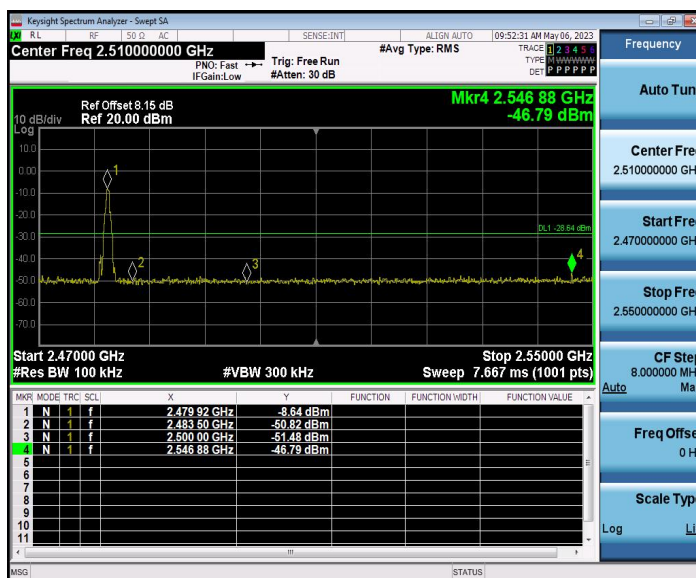 Keysight Spectrum Analyzer - Swept SA
LXI RL RF 50 Ω AC SENSE:INT ALIGN AUTO 09:52:31 AM May 06, 2023
Center Freq 2.510000000 GHz
PNO: Fast
IFGain:Low
Trig: Free Run
#Atten: 30 dB
#Avg Type: RMS
TRACE 1 2 3 4 5 6
TYPE M WWWWW
DET P P P P P P
Ref Offset 8.15 dB
10 dB/div Ref 20.00 dBm
Log
Mkr4 2.546 88 GHz
-46.79 dBm
10.0
0.00
-10.0
-20.0
-30.0
-40.0
-50.0
-60.0
-70.0
1
2
3
4
DL1 -28.64 dBm
Start 2.47000 GHz Stop 2.55000 GHz
#Res BW 100 kHz #VBW 300 kHz Sweep 7.667 ms (1001 pts)
MKR MODE TRC SCL X Y FUNCTION FUNCTION WIDTH FUNCTION VALUE
1 N 1 f 2.479 92 GHz -8.64 dBm
2 N 1 f 2.483 50 GHz -50.82 dBm
3 N 1 f 2.500 00 GHz -51.48 dBm
4 N 1 f 2.546 88 GHz -46.79 dBm
5
6
7
8
9
10
11
MSG STATUS
Frequency
Auto Tun
Center Fre
2.510000000 GH
Start Fre
2.470000000 GH
Stop Fre
2.550000000 GH
CF Step
8.000000 MH
Auto Ma
Freq Offse
0 H
Scale Type
Log Li